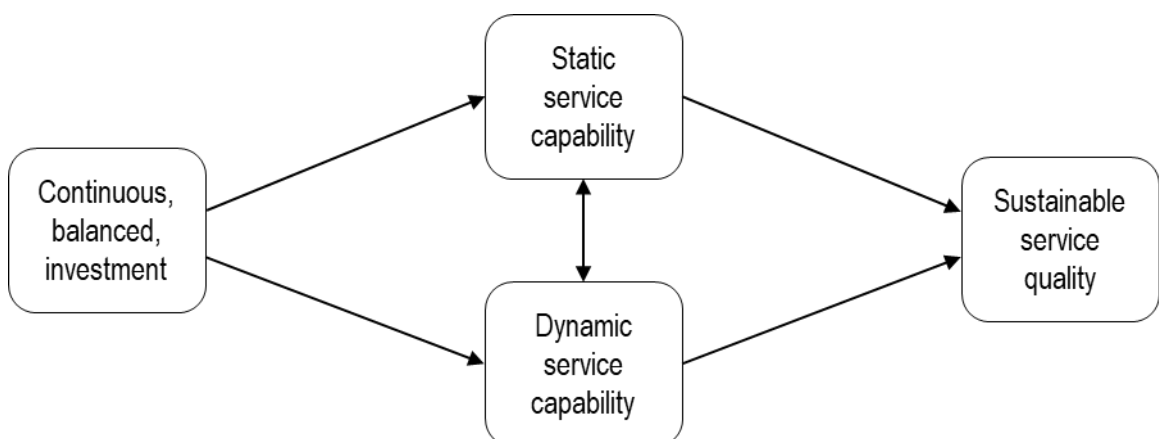 Static
service
capability
Continuous,
balanced,
investment
Sustainable
service
quality
Dynamic
service
capability